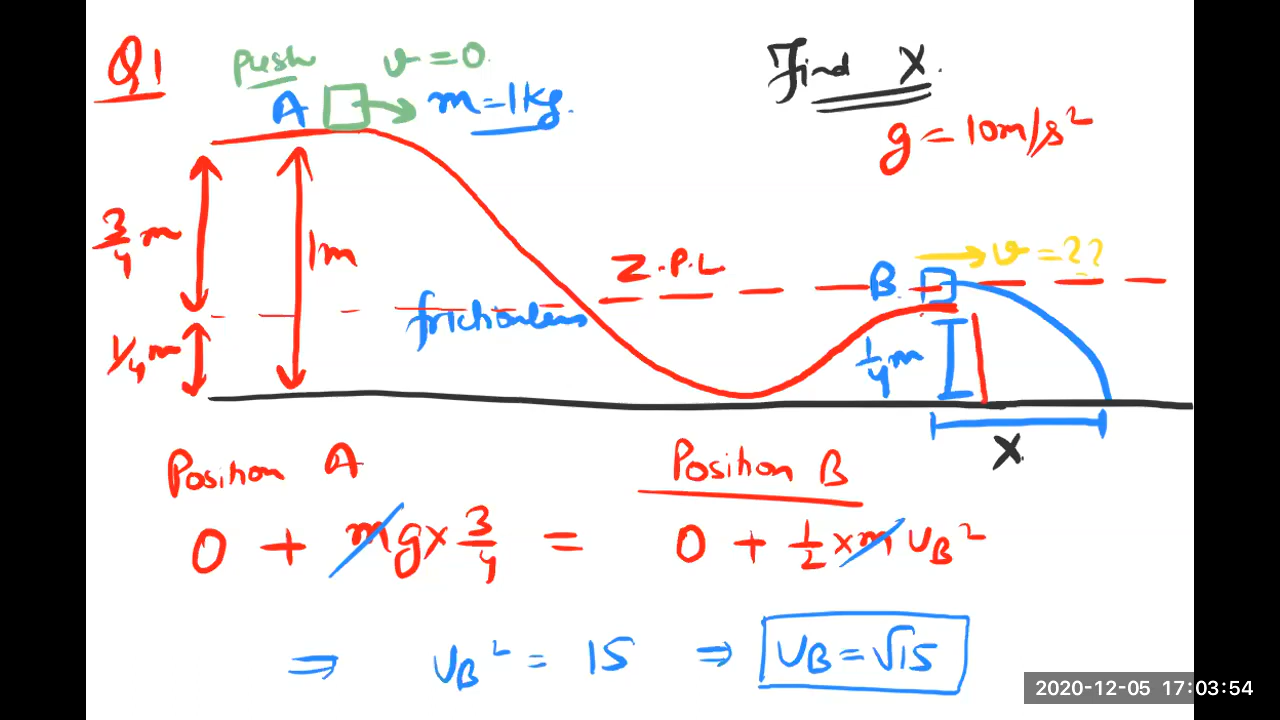 Q1
push v = 0
A m = 1kg.
Find X.
g = 10m/s²
3/4 m
1m
1/4 m
Z.P.L
frictionless
B v = ??
1/4 m
X
Position A Position B
0 + mg × 3/4 = 0 + 1/2 × m VB²
⇒ VB² = 15 ⇒ VB = √15
2020-12-05 17:03:54